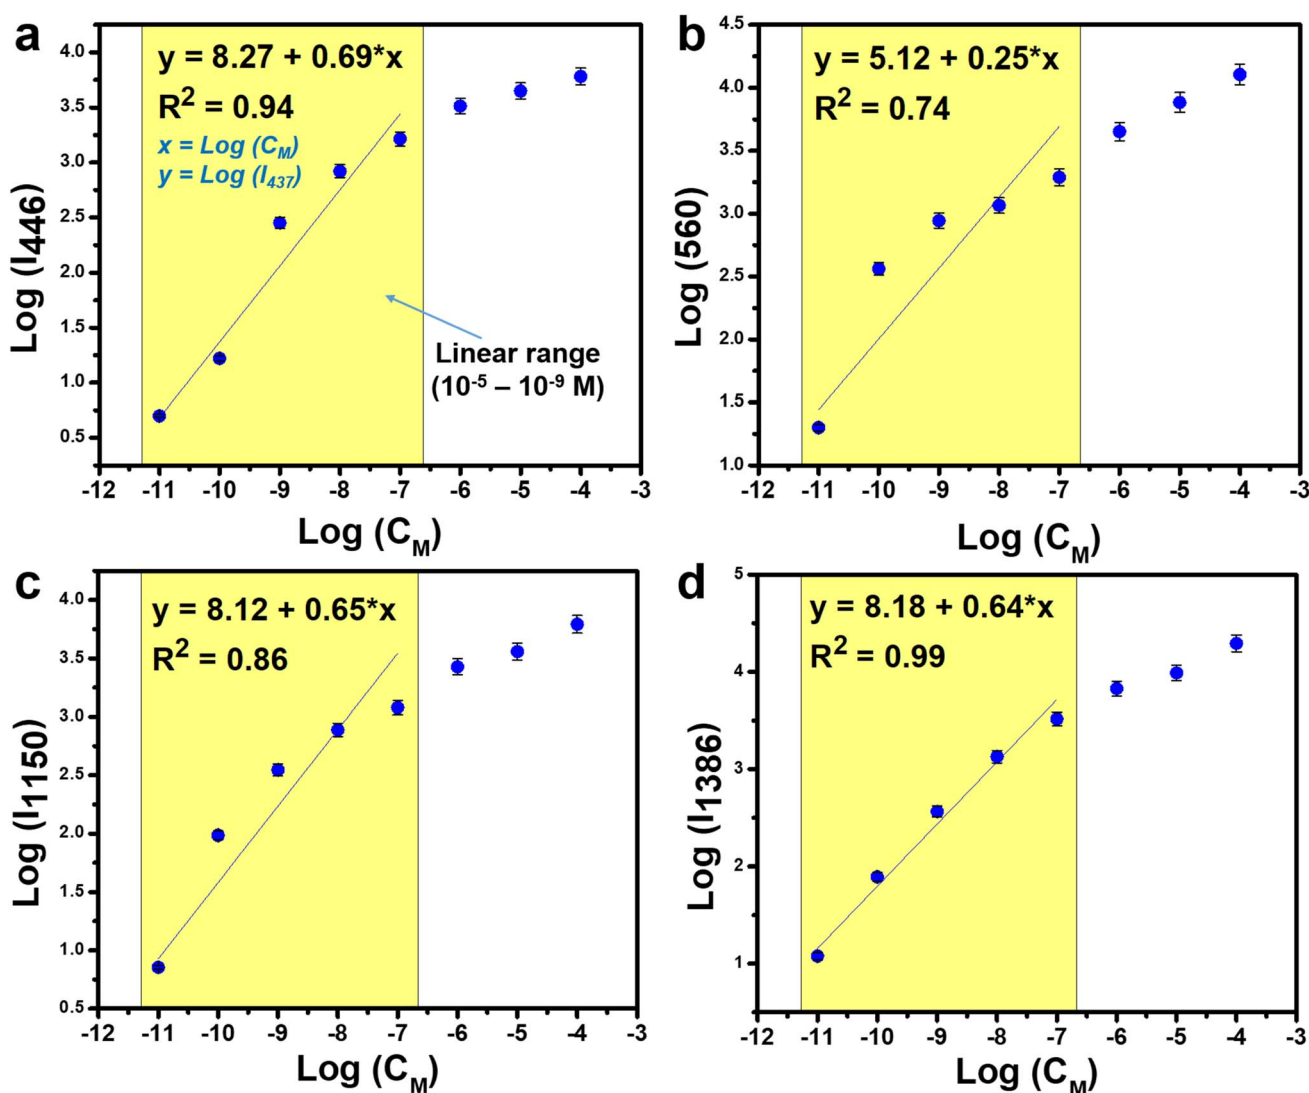 a
y = 8.27 + 0.69*x
R² = 0.94
x = Log (C_M)
y = Log (I_437)
Linear range
(10⁻⁵ – 10⁻⁹ M)
4.0
3.5
3.0
2.5
2.0
1.5
1.0
0.5
Log (I446)
-12 -11 -10 -9 -8 -7 -6 -5 -4 -3
Log (C_M)
b
y = 5.12 + 0.25*x
R² = 0.74
4.5
4.0
3.5
3.0
2.5
2.0
1.5
1.0
Log (560)
-12 -11 -10 -9 -8 -7 -6 -5 -4 -3
Log (C_M)
c
y = 8.12 + 0.65*x
R² = 0.86
4.0
3.5
3.0
2.5
2.0
1.5
1.0
0.5
Log (I1150)
-12 -11 -10 -9 -8 -7 -6 -5 -4 -3
Log (C_M)
d
y = 8.18 + 0.64*x
R² = 0.99
5
4
3
2
1
Log (I1386)
-12 -11 -10 -9 -8 -7 -6 -5 -4 -3
Log (C_M)